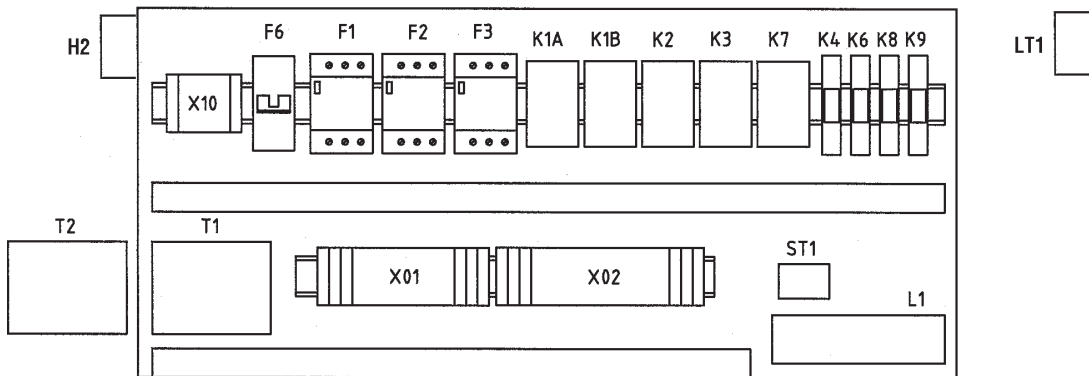 H2
F6
F1
F2
F3
K1A
K1B
K2
K3
K7
K4
K6
K8
K9
LT1
X10
T2
T1
X01
X02
ST1
L1